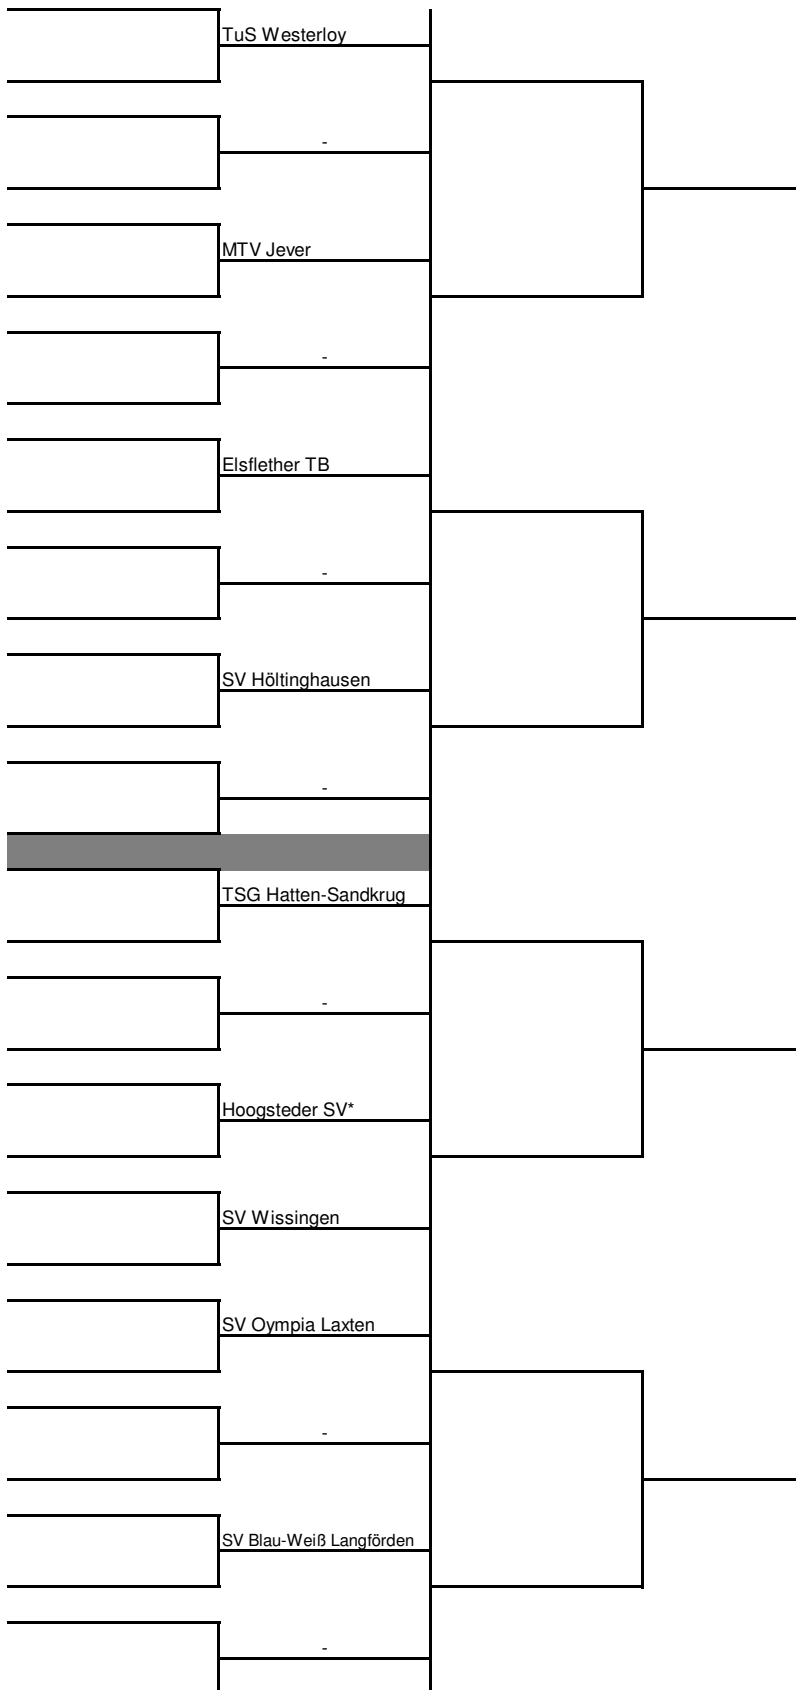 TuS Westerloy
-
MTV Jever
-
Elsflether TB
-
SV Höltinghausen
-
TSG Hatten-Sandkrug
-
Hoogsteder SV*
SV Wissingen
SV Oympia Laxten
-
SV Blau-Weiß Langförden
-